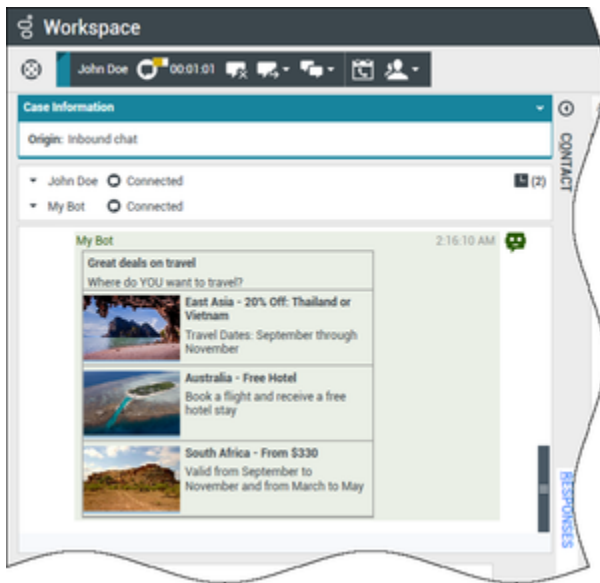 Workspace
John Doe 00:01:01
Case Information
Origin: Inbound chat
John Doe Connected (2)
My Bot Connected
My Bot 2:16:10 AM
Great deals on travel
Where do YOU want to travel?
East Asia - 20% Off: Thailand or
Vietnam
Travel Dates: September through
November
Australia - Free Hotel
Book a flight and receive a free
hotel stay
South Africa - From $330
Valid from September to
November and from March to May
CONTACT
RESPONSES